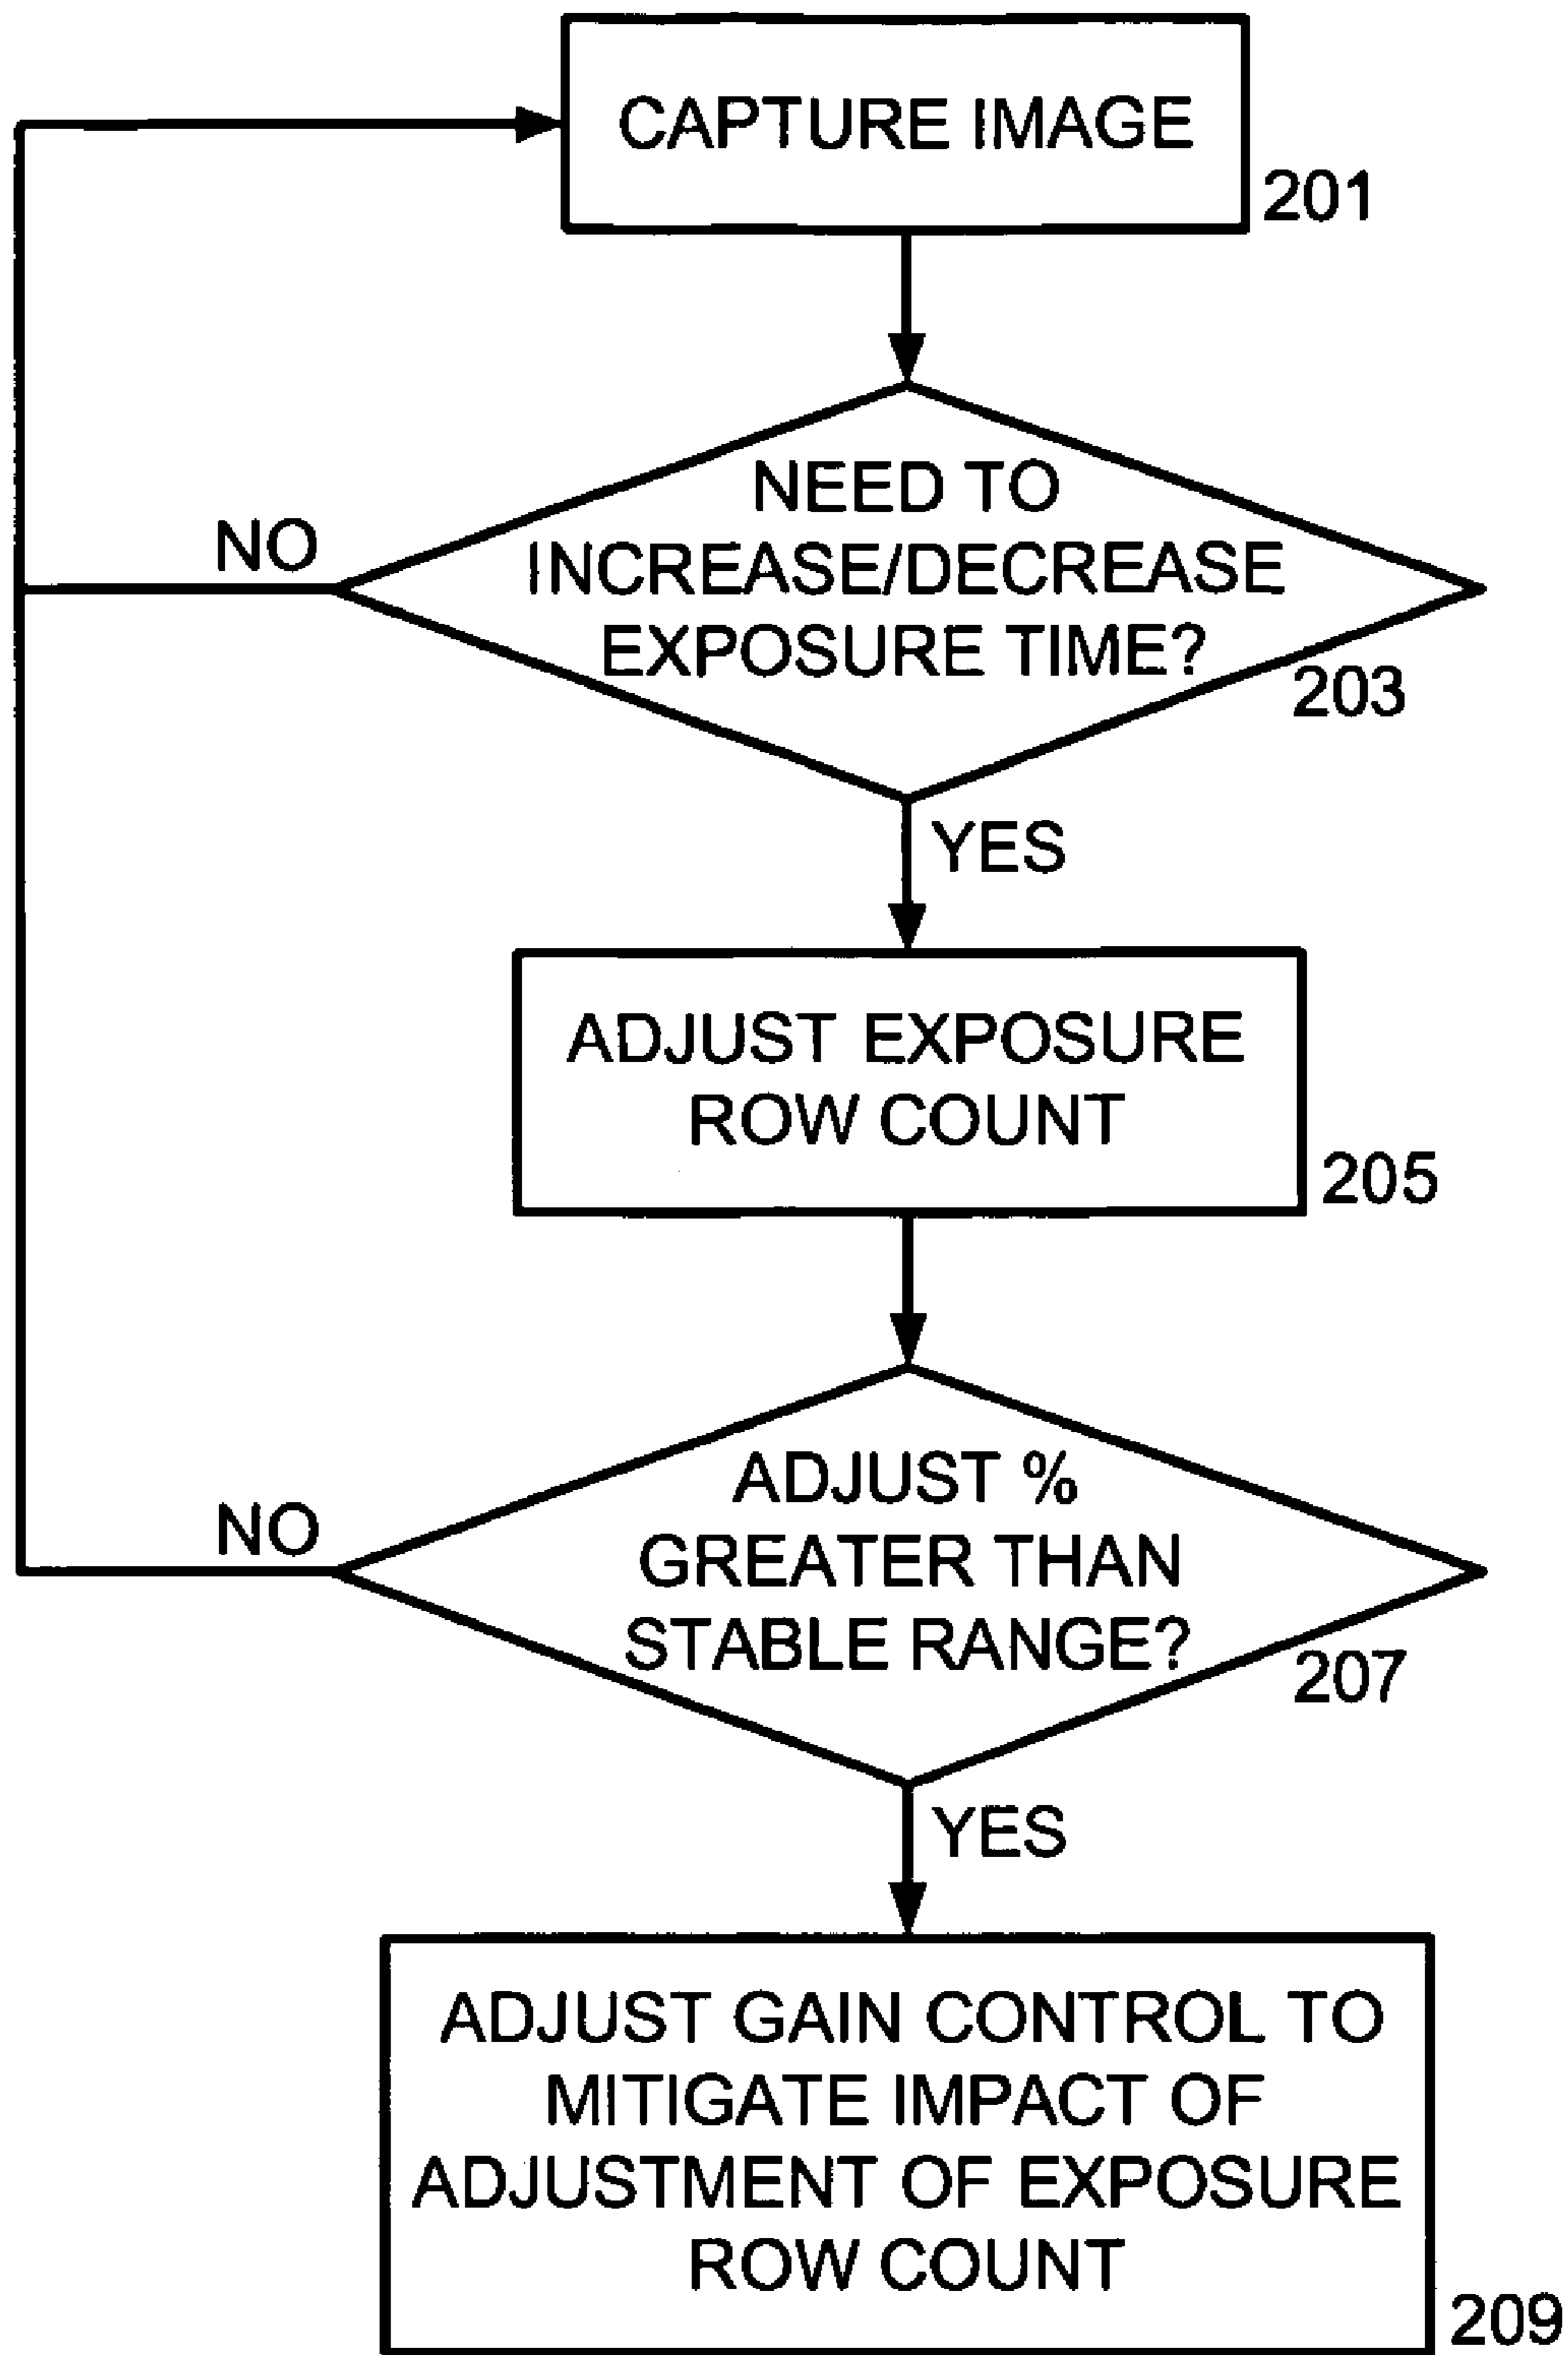 CAPTURE IMAGE
201
NEED TO
INCREASE/DECREASE
EXPOSURE TIME?
203
NO
YES
ADJUST EXPOSURE
ROW COUNT
205
ADJUST %
GREATER THAN
STABLE RANGE?
207
NO
YES
ADJUST GAIN CONTROL TO
MITIGATE IMPACT OF
ADJUSTMENT OF EXPOSURE
ROW COUNT
209